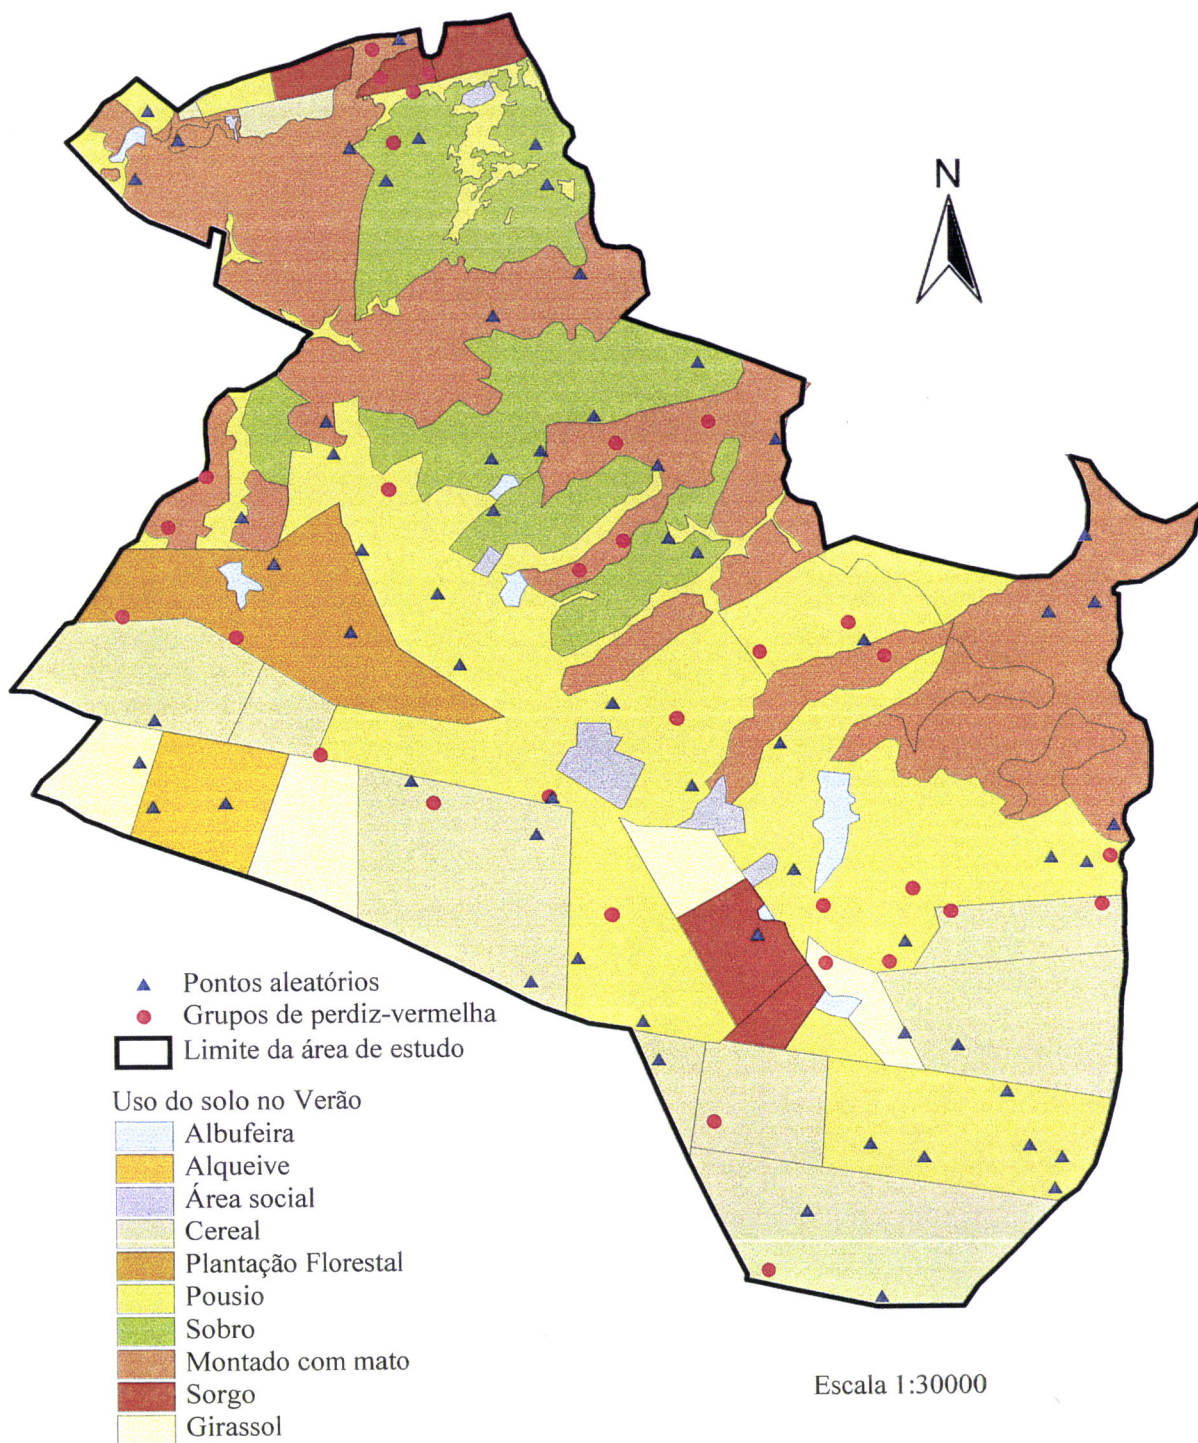 N
Pontos aleatórios
Grupos de perdiz-vermelha
Limite da área de estudo
Uso do solo no Verão
Albufeira
Alqueive
Área social
Cereal
Plantação Florestal
Pousio
Sobro
Montado com mato
Sorgo
Girassol
Escala 1:30000